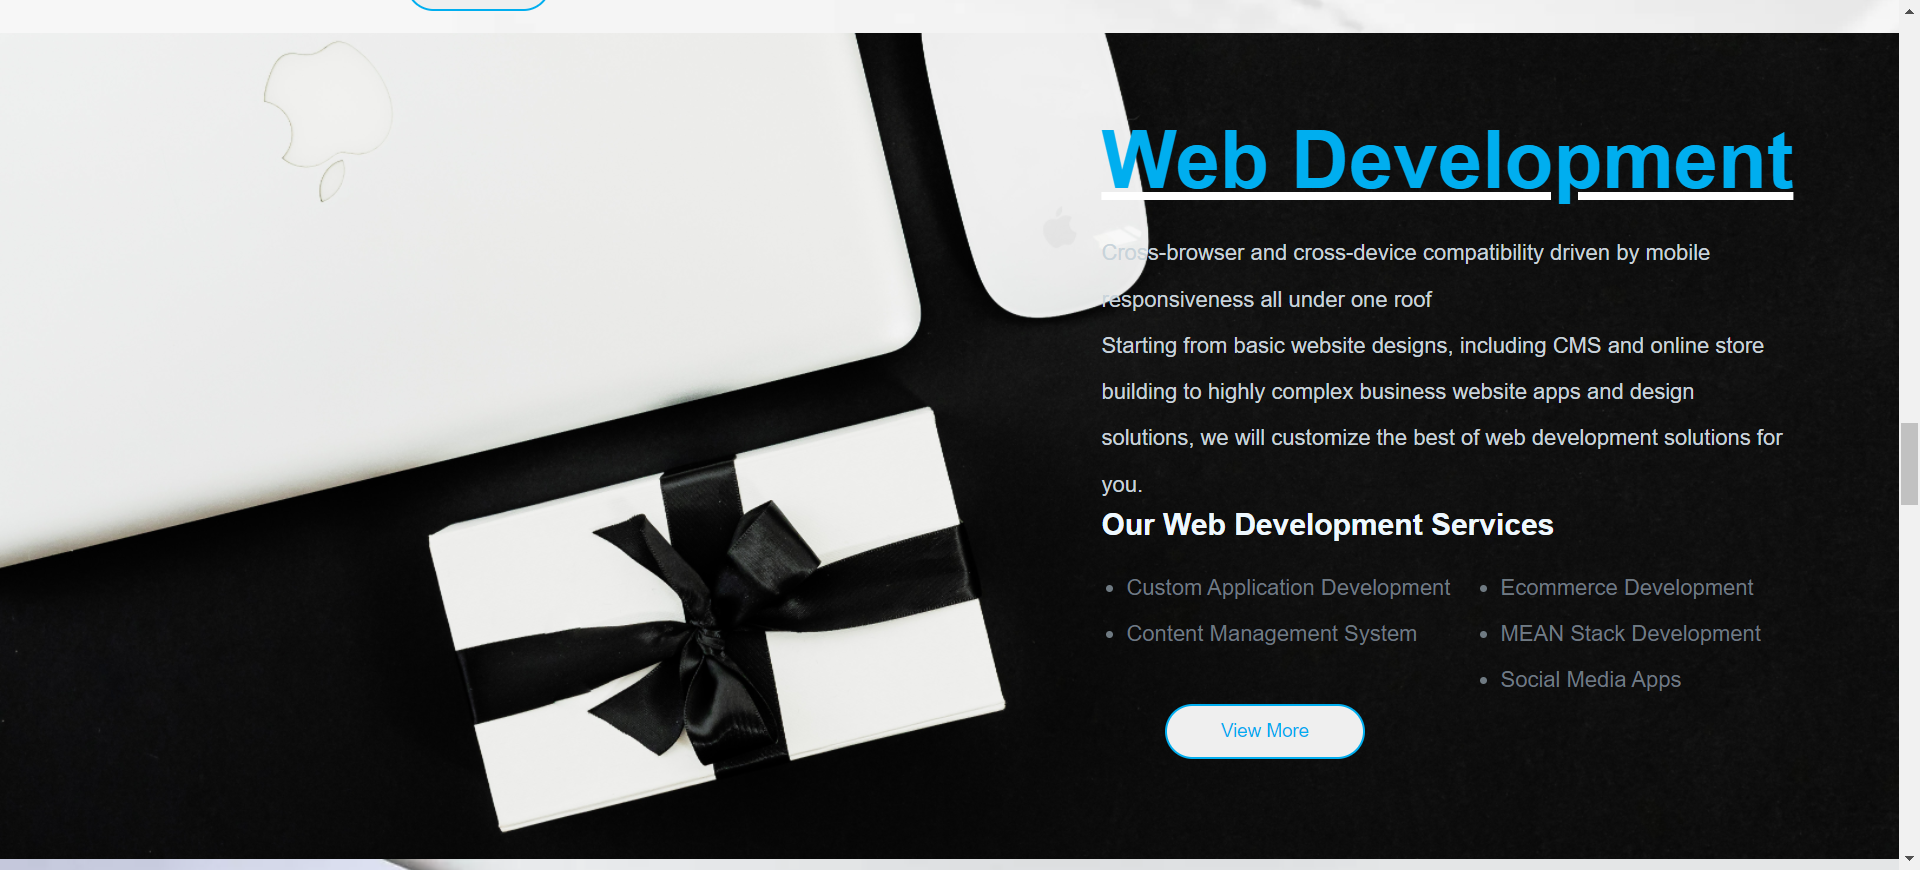 Web Development
Cross-browser and cross-device compatibility driven by mobile
responsiveness all under one roof
Starting from basic website designs, including CMS and online store
building to highly complex business website apps and design
solutions, we will customize the best of web development solutions for
you.
Our Web Development Services
Custom Application Development
Content Management System
Ecommerce Development
MEAN Stack Development
Social Media Apps
View More